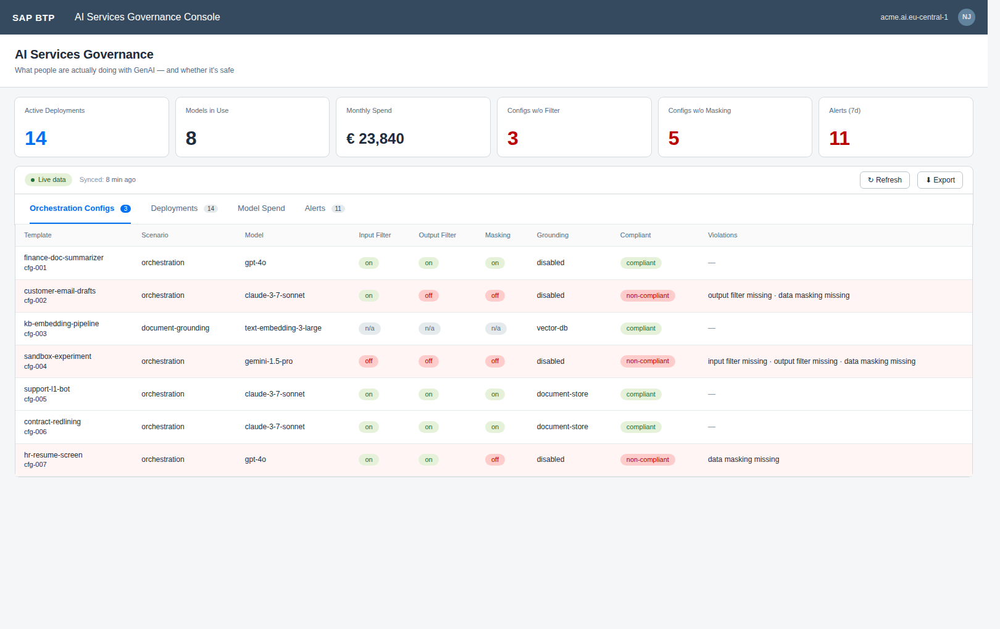 SAP BTP
AI Services Governance Console
acme.ai.eu-central-1
NJ
AI Services Governance
What people are actually doing with GenAI — and whether it's safe
Active Deployments
14
Models in Use
8
Monthly Spend
€ 23,840
Configs w/o Filter
3
Configs w/o Masking
5
Alerts (7d)
11
Live data
Synced: 8 min ago
↻ Refresh
⬇ Export
Orchestration Configs 3
Deployments 14
Model Spend
Alerts 11
Template Scenario Model Input Filter Output Filter Masking Grounding Compliant Violations
finance-doc-summarizer
cfg-001
orchestration gpt-4o on on on disabled compliant —
customer-email-drafts
cfg-002
orchestration claude-3-7-sonnet on off off disabled non-compliant output filter missing · data masking missing
kb-embedding-pipeline
cfg-003
document-grounding text-embedding-3-large n/a n/a n/a vector-db compliant —
sandbox-experiment
cfg-004
orchestration gemini-1.5-pro off off off disabled non-compliant input filter missing · output filter missing · data masking missing
support-l1-bot
cfg-005
orchestration claude-3-7-sonnet on on on document-store compliant —
contract-redlining
cfg-006
orchestration claude-3-7-sonnet on on on document-store compliant —
hr-resume-screen
cfg-007
orchestration gpt-4o on on off disabled non-compliant data masking missing